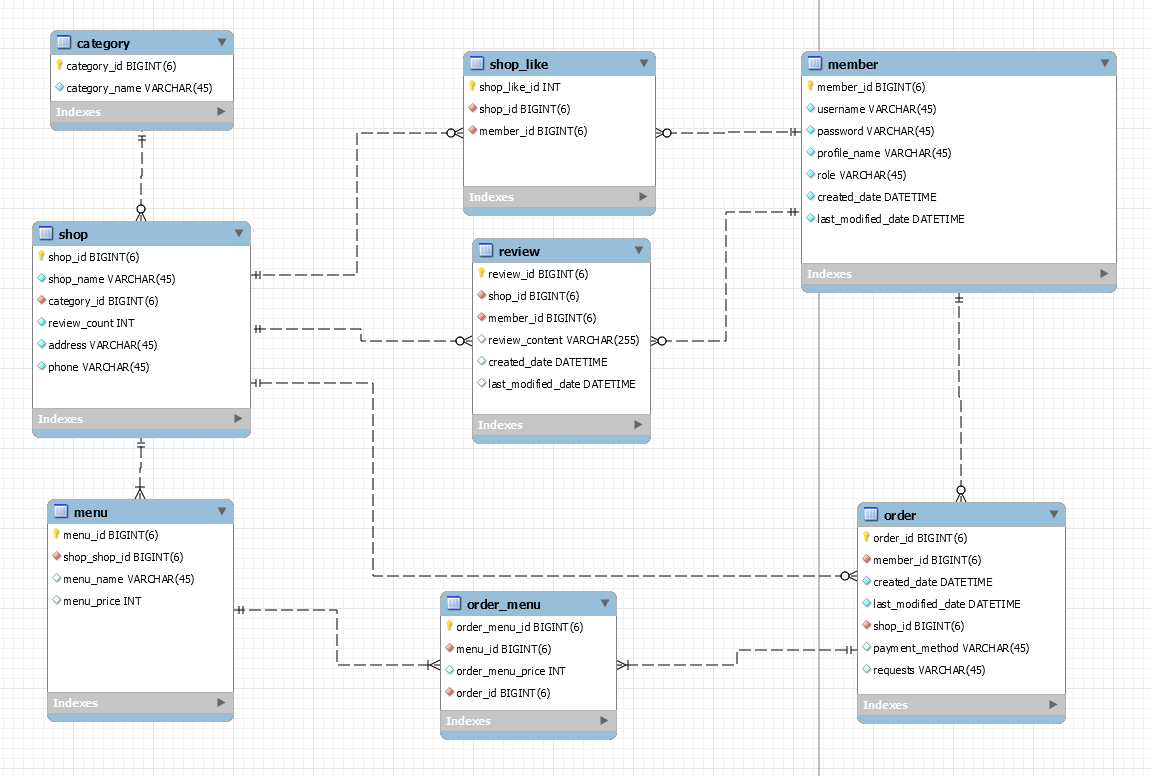 category
category_id BIGINT(6)
category_name VARCHAR(45)
Indexes
shop_like
shop_like_id INT
shop_id BIGINT(6)
member_id BIGINT(6)
Indexes
member
member_id BIGINT(6)
username VARCHAR(45)
password VARCHAR(45)
profile_name VARCHAR(45)
role VARCHAR(45)
created_date DATETIME
last_modified_date DATETIME
Indexes
shop
shop_id BIGINT(6)
shop_name VARCHAR(45)
category_id BIGINT(6)
review_count INT
address VARCHAR(45)
phone VARCHAR(45)
Indexes
review
review_id BIGINT(6)
shop_id BIGINT(6)
member_id BIGINT(6)
review_content VARCHAR(255)
created_date DATETIME
last_modified_date DATETIME
Indexes
menu
menu_id BIGINT(6)
shop_shop_id BIGINT(6)
menu_name VARCHAR(45)
menu_price INT
Indexes
order_menu
order_menu_id BIGINT(6)
menu_id BIGINT(6)
order_menu_price INT
order_id BIGINT(6)
Indexes
order
order_id BIGINT(6)
member_id BIGINT(6)
created_date DATETIME
last_modified_date DATETIME
shop_id BIGINT(6)
payment_method VARCHAR(45)
requests VARCHAR(45)
Indexes